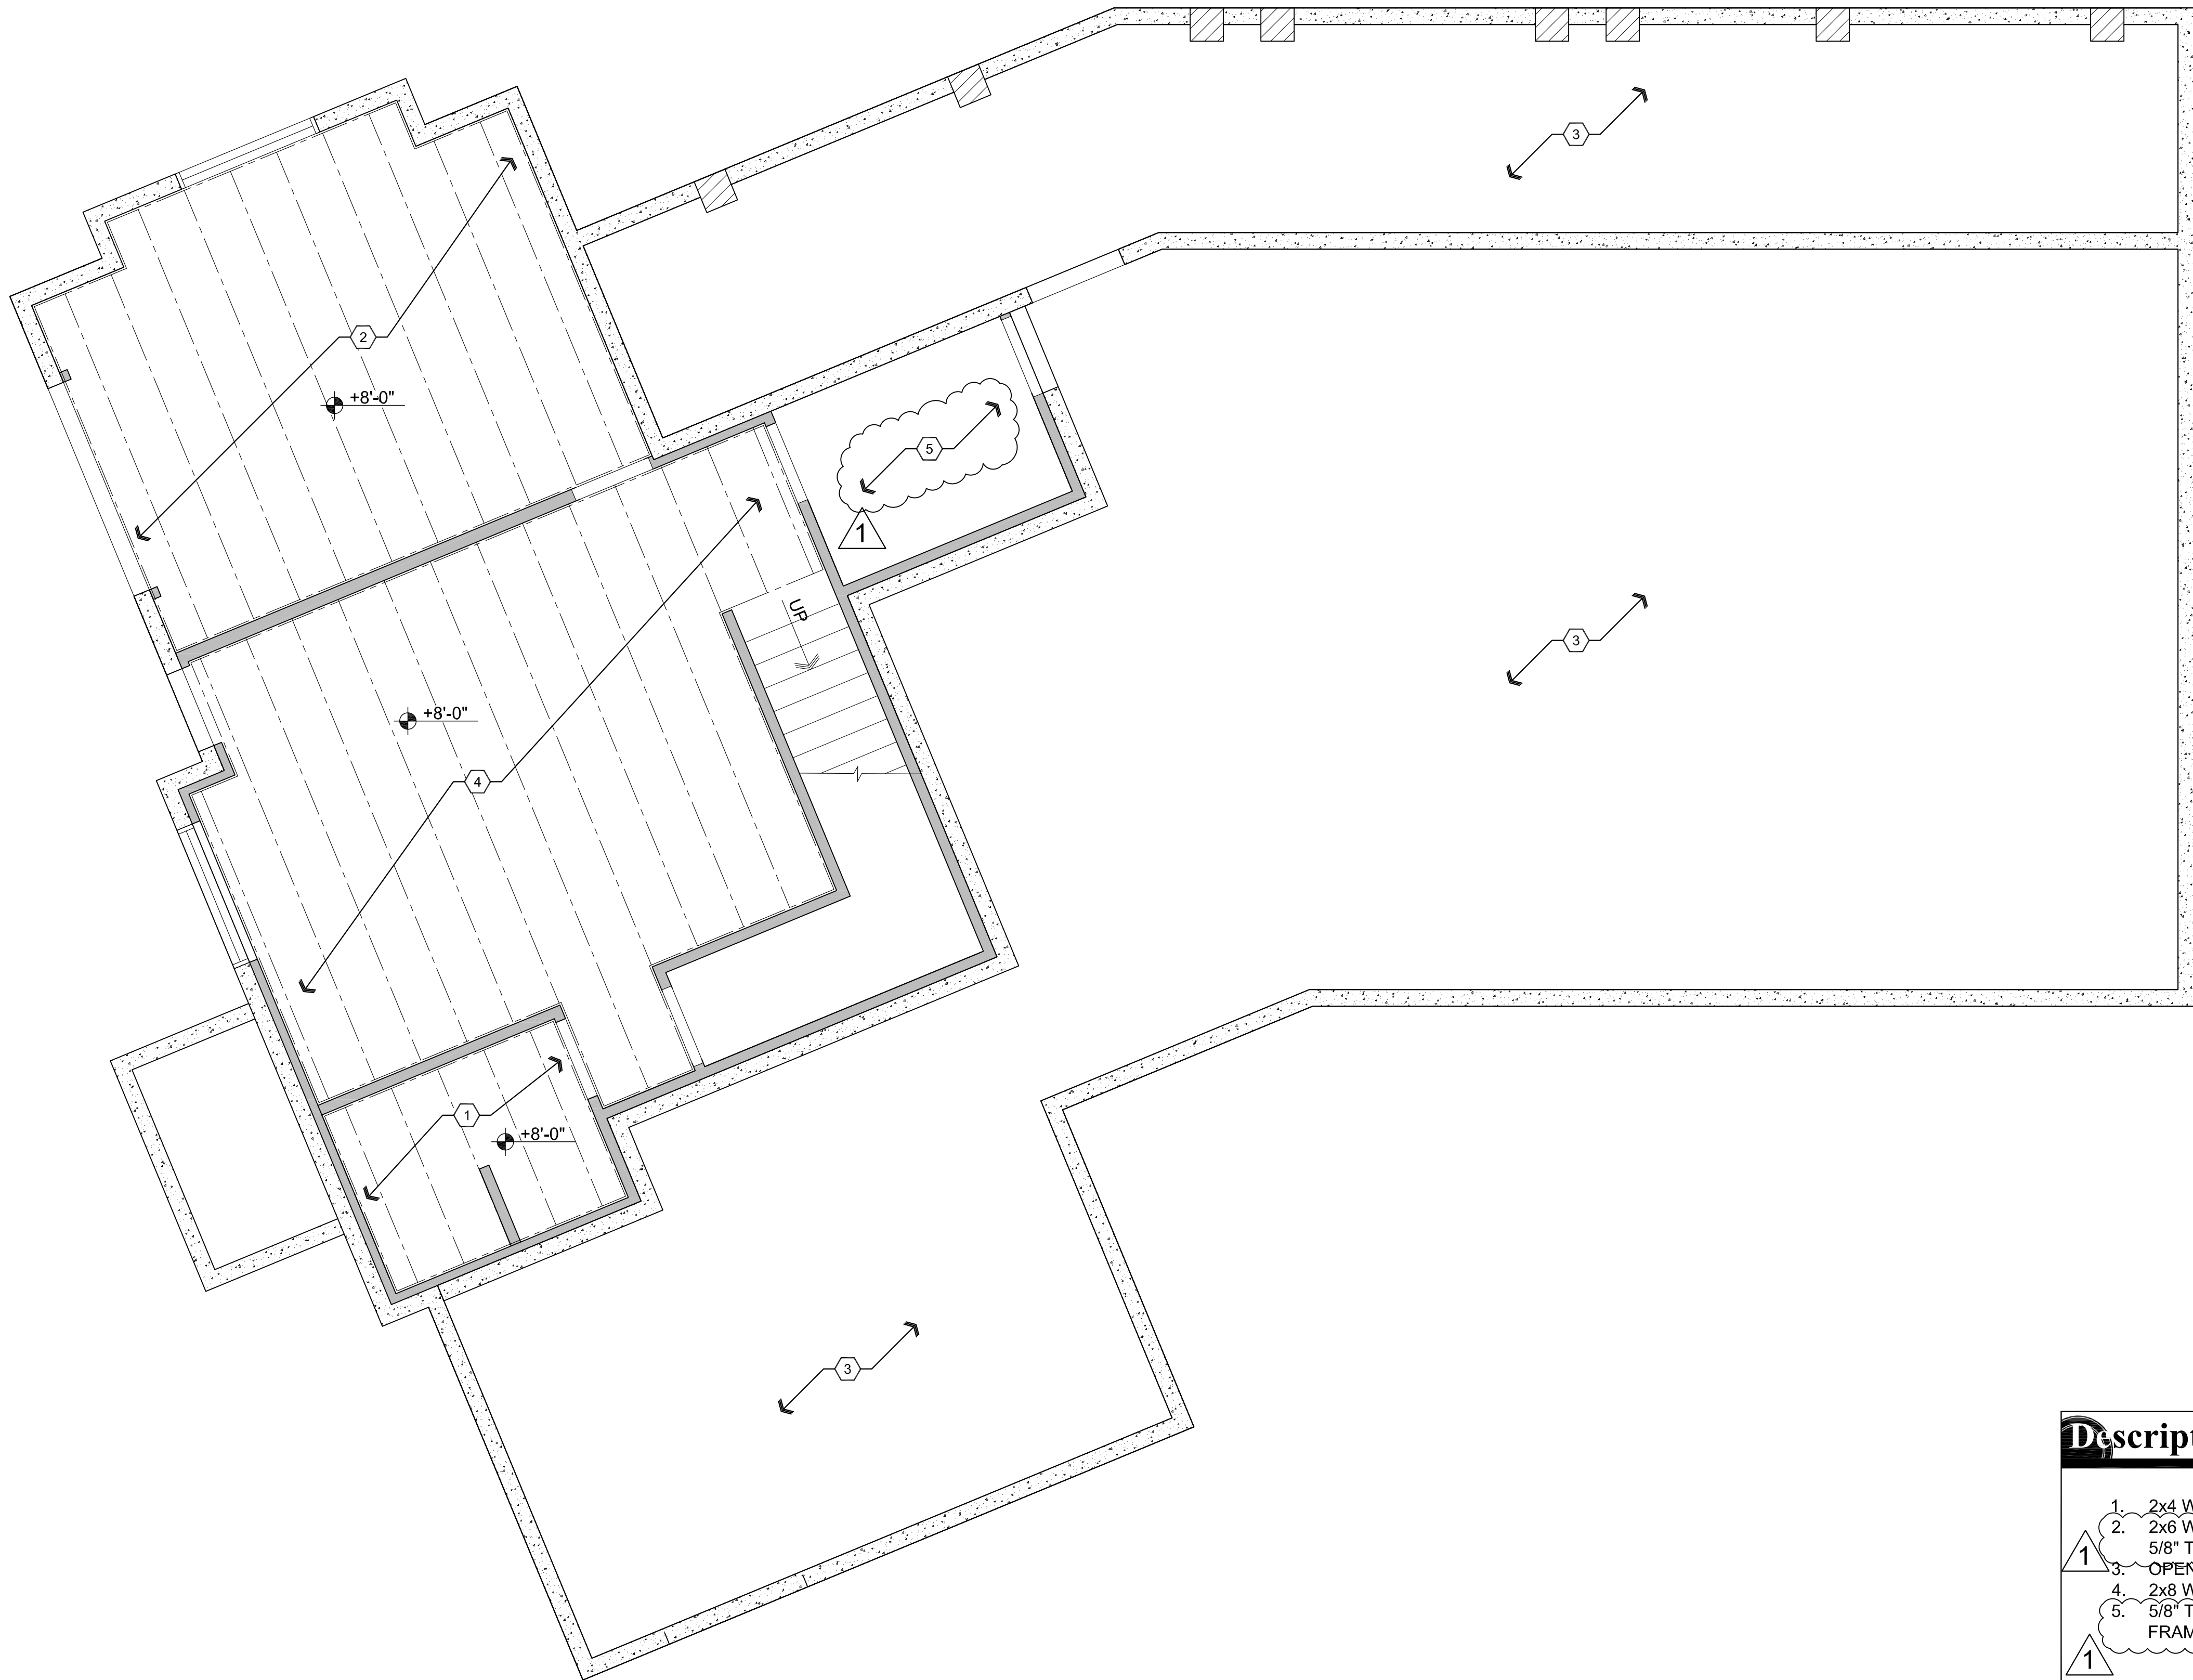 3
2
+8'-0"
5
1
UP
3
+8'-0"
4
1
+8'-0"
3
Descript
1. 2x4 W
2. 2x6 W
5/8" T
1
3. OPEN
4. 2x8 W
5. 5/8" T
FRAM
1